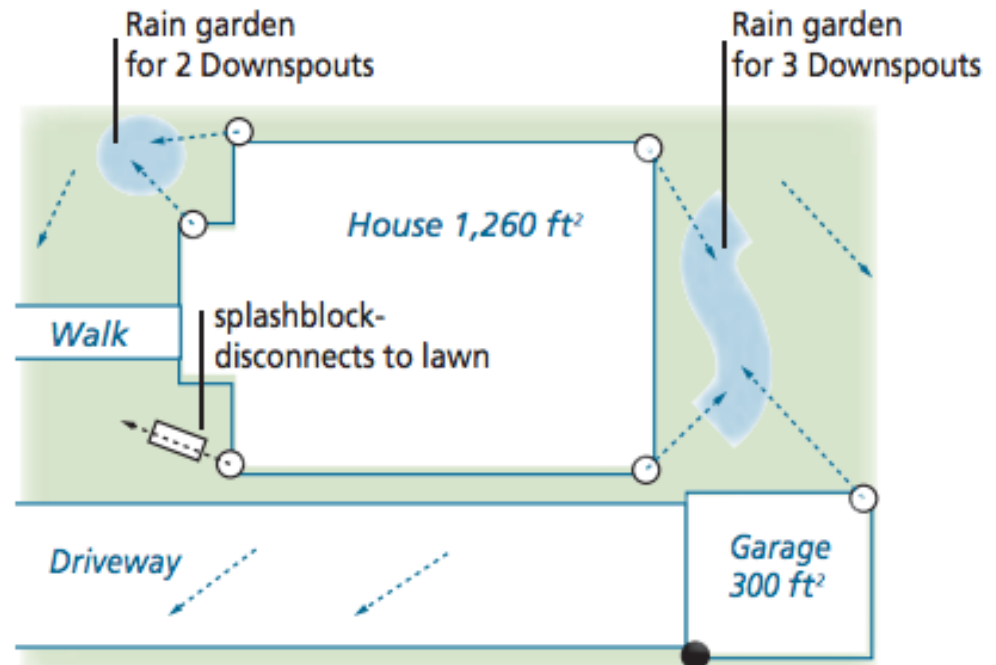 Rain garden
for 2 Downspouts
Rain garden
for 3 Downspouts
House 1,260 ft²
splashblock-
disconnects to lawn
Walk
Driveway
Garage
300 ft²